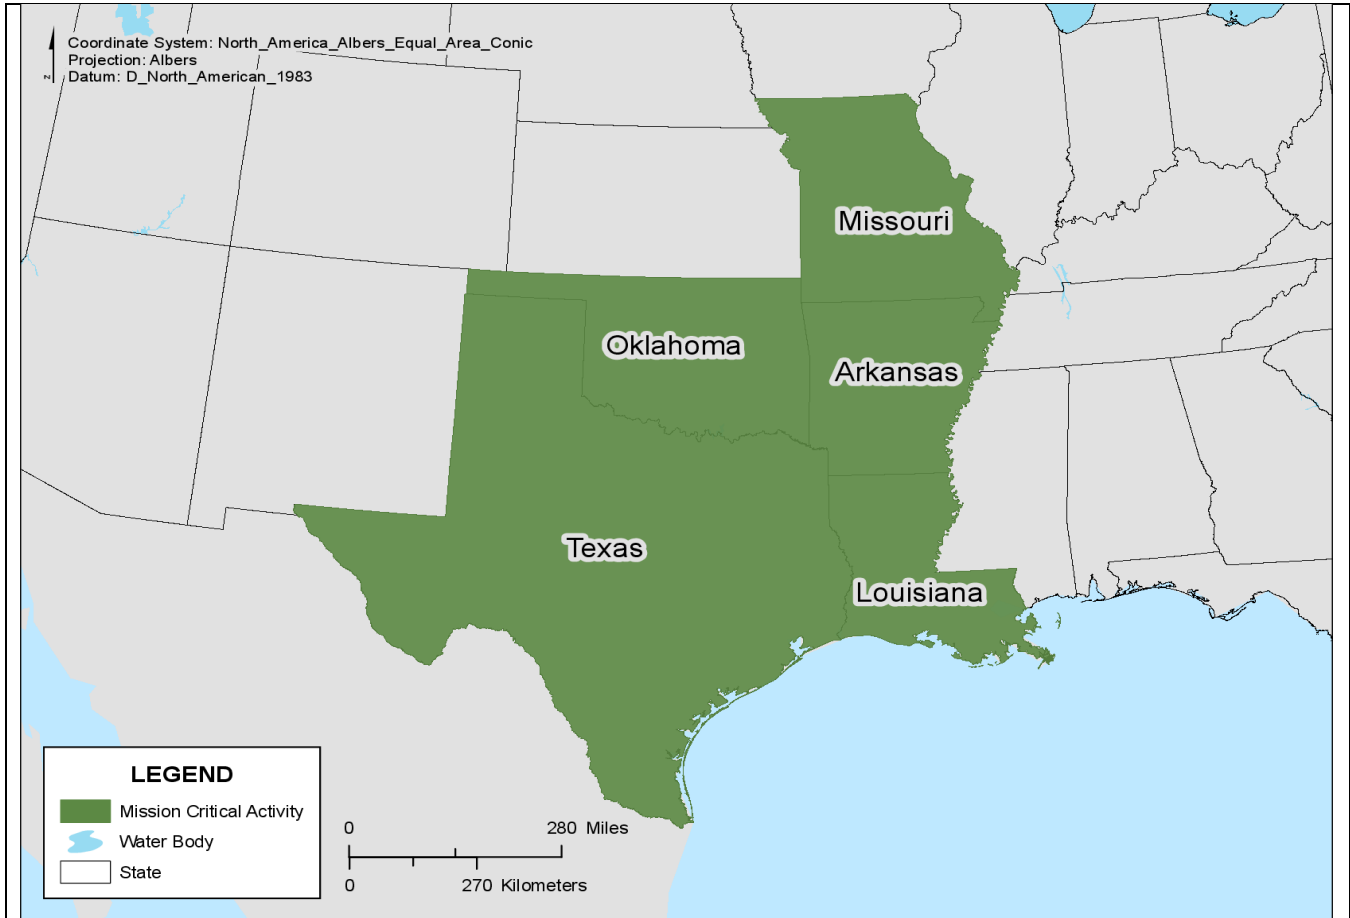 Coordinate System: North_America_Albers_Equal_Area_Conic
Projection: Albers
Datum: D_North_American_1983
N
Missouri
Oklahoma
Arkansas
Texas
Louisiana
LEGEND
Mission Critical Activity
Water Body
State
0 280 Miles
0 270 Kilometers